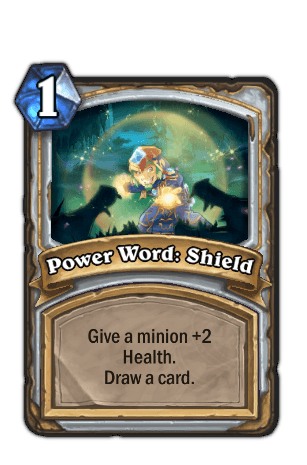 1
Power Word: Shield
Give a minion +2
Health.
Draw a card.